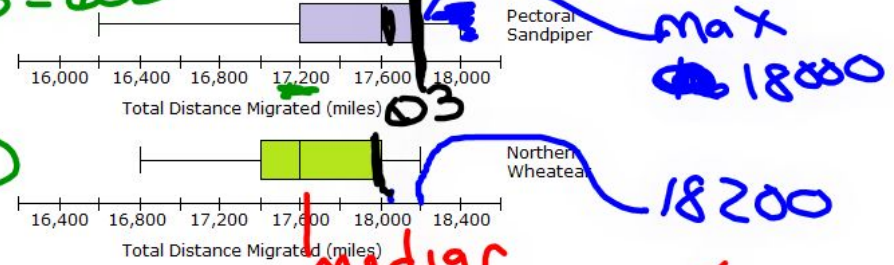 Pectoral
Sandpiper
max
18000
16,000 16,400 16,800 17,200 17,600 18,000
Total Distance Migrated (miles)
Q3
Northern
Wheatear
16,400 16,800 17,200 17,600 18,000 18,400
18200
Total Distance Migrated (miles)
median